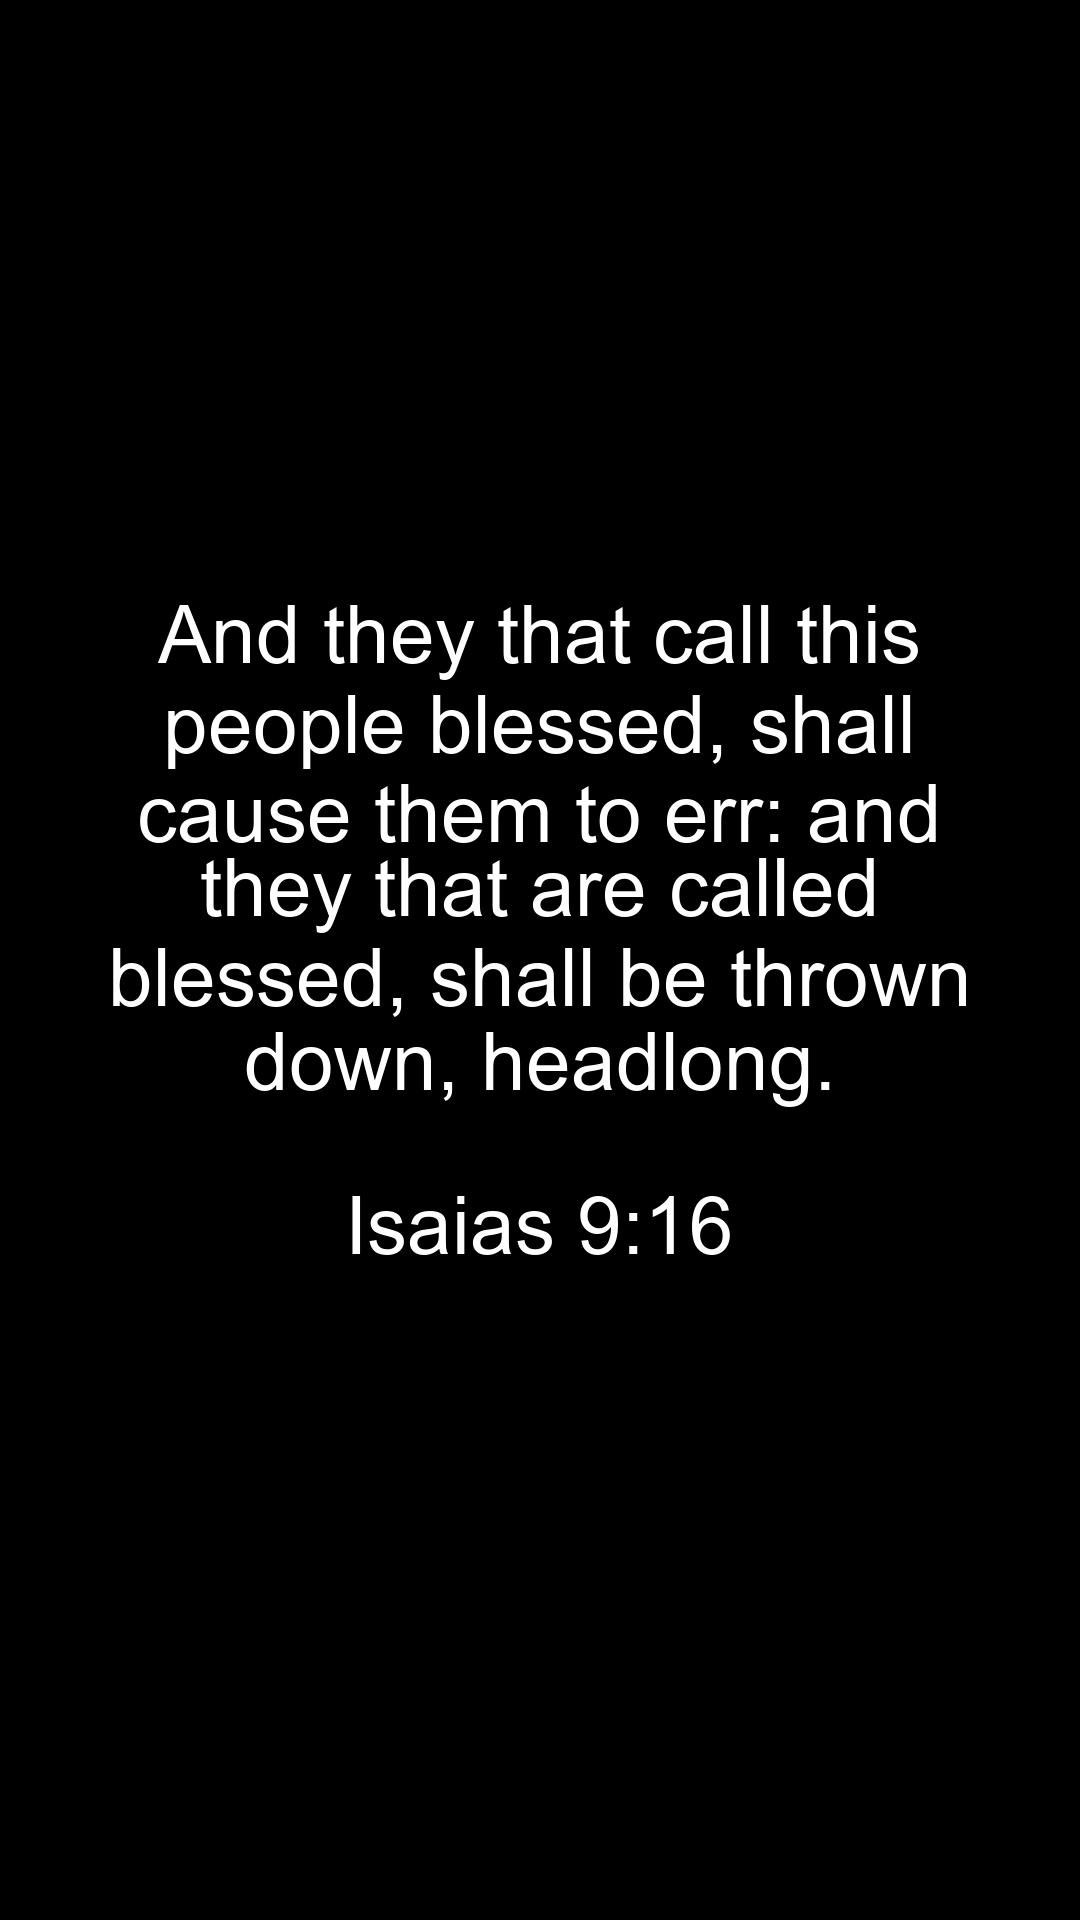 And they that call this
people blessed, shall
cause them to err: and
they that are called
blessed, shall be thrown
down, headlong.
Isaias 9:16